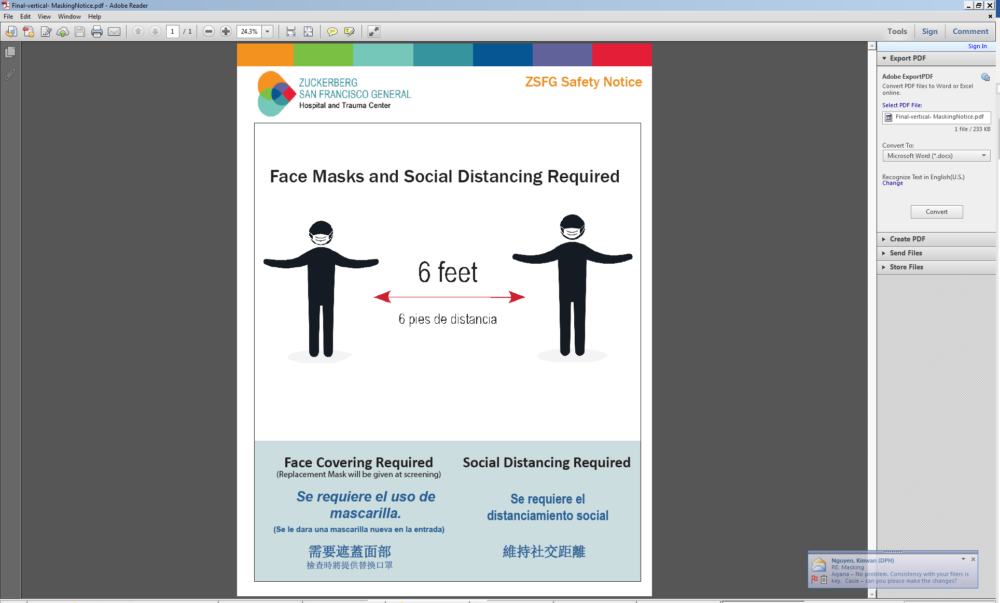 Final-vertical- MaskingNotice.pdf - Adobe Reader
File Edit View Window Help
1 / 1
24.3%
Tools Sign Comment
Sign In
Export PDF
Adobe ExportPDF
Convert PDF files to Word or Excel
online.
Select PDF File:
Final-vertical- MaskingNotice.pdf
1 file / 233 KB
Convert To:
Microsoft Word (*.docx)
Recognize Text in English(U.S.)
Change
Convert
Create PDF
Send Files
Store Files
ZUCKERBERG
SAN FRANCISCO GENERAL
Hospital and Trauma Center
ZSFG Safety Notice
Face Masks and Social Distancing Required
6 feet
6 pies de distancia
Face Covering Required
(Replacement Mask will be given at screening)
Se requiere el uso de
mascarilla.
(Se le dara una mascarilla nueva en la entrada)
需要遮蓋面部
檢查時將提供替換口罩
Social Distancing Required
Se requiere el
distanciamiento social
維持社交距離
Nguyen, Kimvan (DPH)
RE: Masking
Aiyana – No problem. Consistency with your fliers is
key. Casie – can you please make the changes?